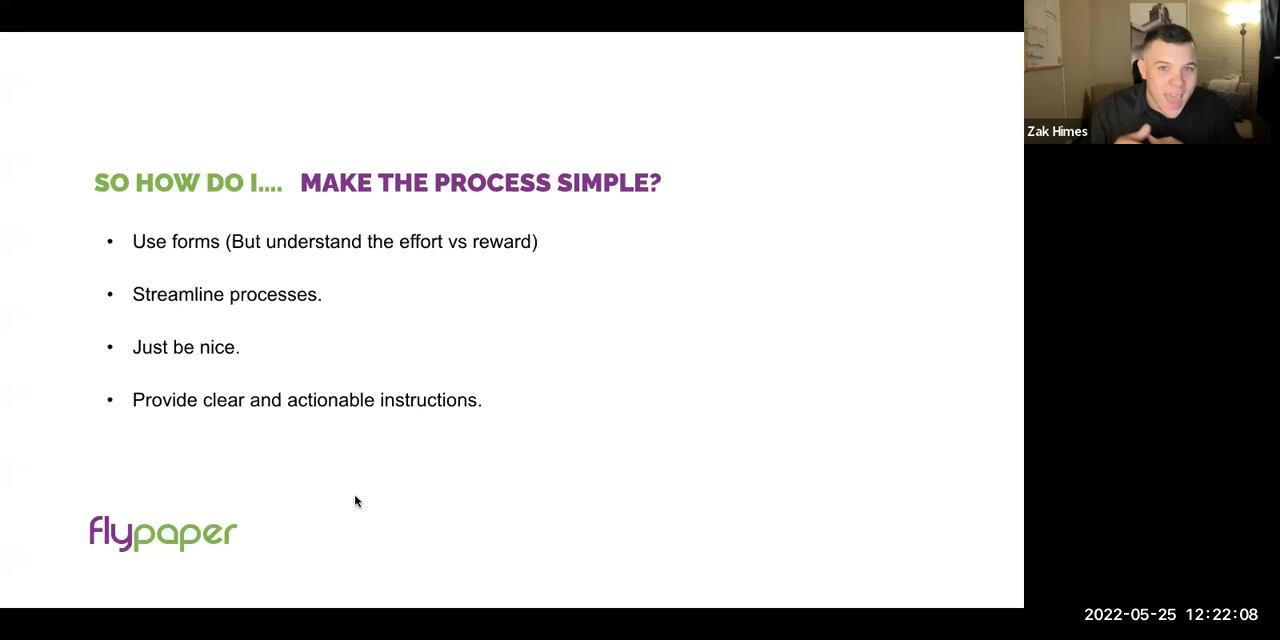 Zak Himes
SO HOW DO I.... MAKE THE PROCESS SIMPLE?
• Use forms (But understand the effort vs reward)
• Streamline processes.
• Just be nice.
• Provide clear and actionable instructions.
flypaper
2022-05-25 12:22:08